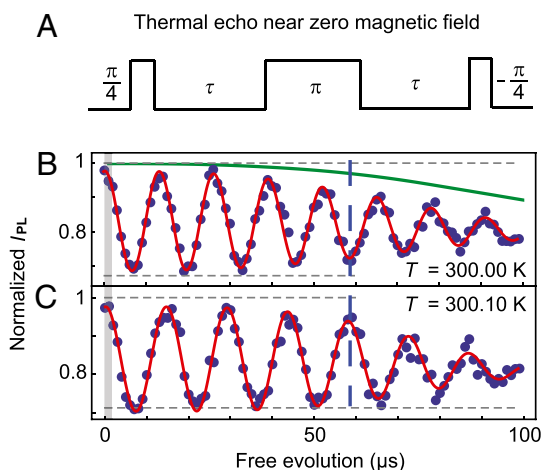 A
Thermal echo near zero magnetic field
π/4 τ π τ -π/4
B
1
0.8
T = 300.00 K
C
1
0.8
T = 300.10 K
Normalized I_PL
0 50 100
Free evolution (μs)